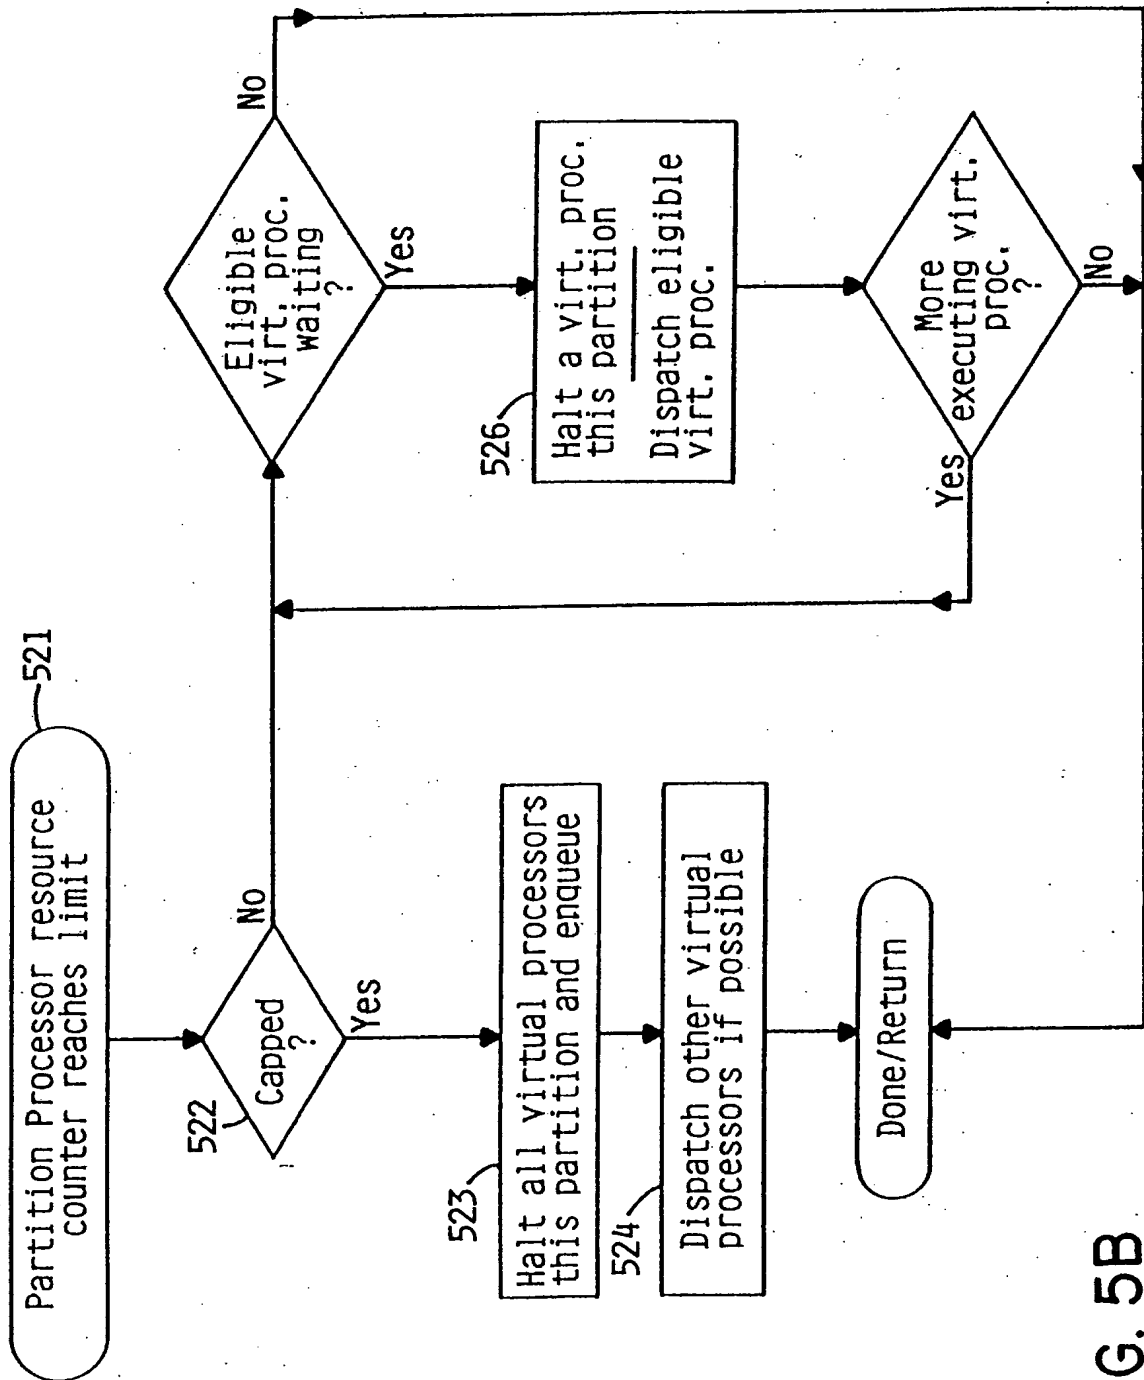 Partition Processor resource
counter reaches limit
521
Capped
?
522
No
Yes
Halt all virtual processors
this partition and enqueue
523
Dispatch other virtual
processors if possible
524
Done/Return
Eligible
virt. proc.
waiting
?
No
Yes
Halt a virt. proc.
this partition
Dispatch eligible
virt. proc.
526
More
executing virt.
proc.
?
Yes
No
G. 5B